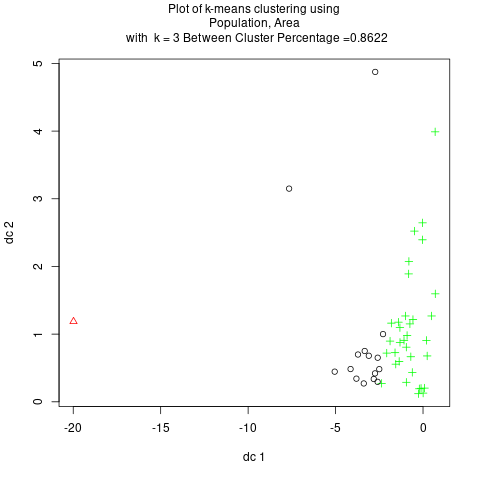 Plot of k-means clustering using
Population, Area
with k = 3 Between Cluster Percentage =0.8622
5
4
3
2
1
0
dc 2
-20
-15
-10
-5
0
dc 1